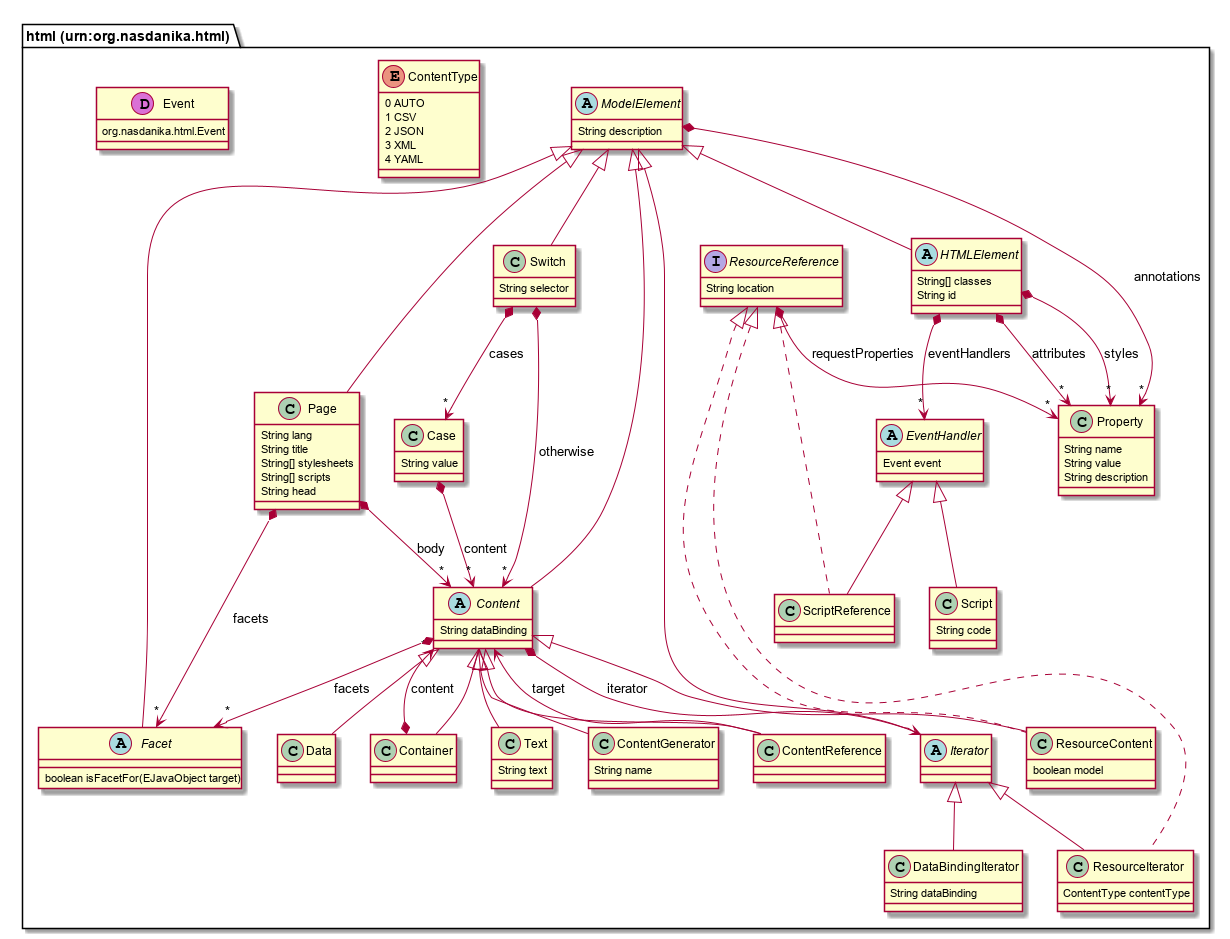 html (urn:org.nasdanika.html)
D Event
org.nasdanika.html.Event
E ContentType
0 AUTO
1 CSV
2 JSON
3 XML
4 YAML
A ModelElement
String description
C Switch
String selector
I ResourceReference
String location
A HTMLElement
String[] classes
String id
annotations
cases
requestProperties
eventHandlers
attributes
styles
*
*
*
*
*
*
C Page
String lang
String title
String[] stylesheets
String[] scripts
String head
C Case
String value
otherwise
A EventHandler
Event event
C Property
String name
value
String value
String description
body
content
*
*
*
A Content
String dataBinding
C ScriptReference
C Script
String code
facets
facets
content
target
iterator
*
*
A Facet
boolean isFacetFor(EJavaObject target)
C Data
C Container
C Text
String text
C ContentGenerator
String name
C ContentReference
A Iterator
C ResourceContent
boolean model
C DataBindingIterator
String dataBinding
C ResourceIterator
ContentType contentType